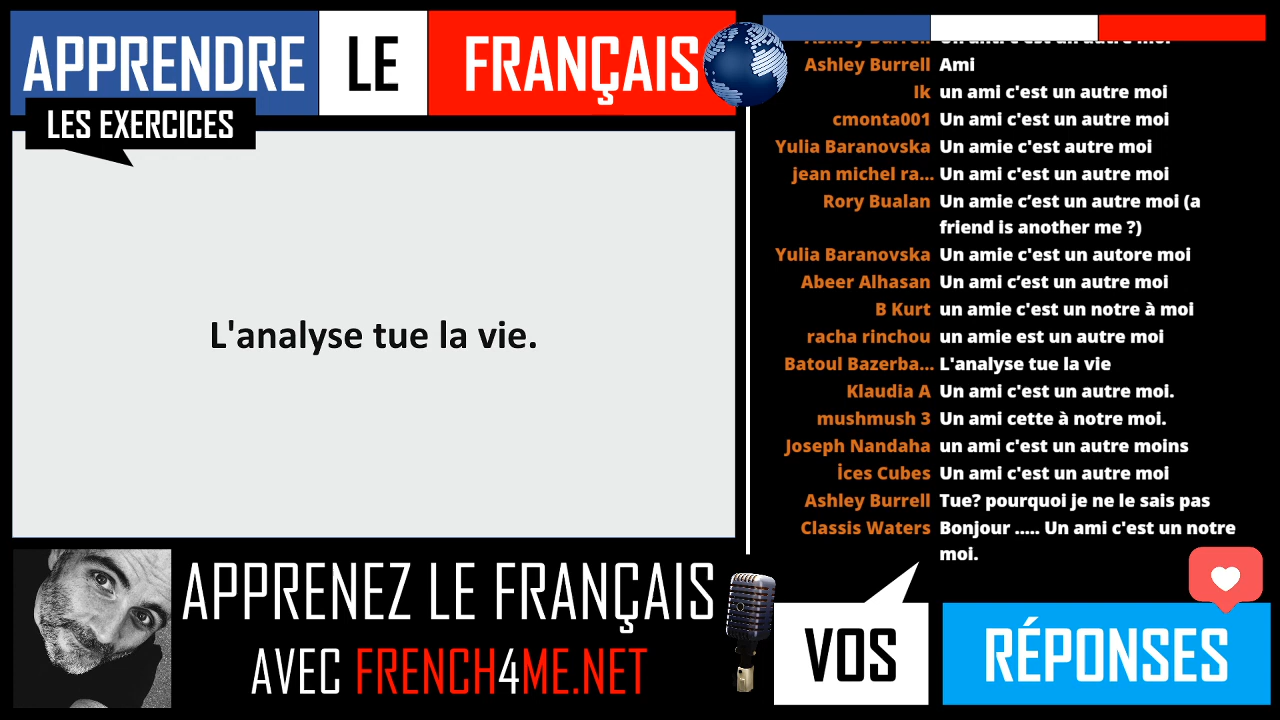 APPRENDRE LE FRANÇAIS
LES EXERCICES
L'analyse tue la vie.
APPRENEZ LE FRANÇAIS
AVEC FRENCH4ME.NET
Ashley Burrell
Ashley Burrell Ami
Ik un ami c'est un autre moi
cmonta001 Un ami c'est un autre moi
Yulia Baranovska Un amie c'est autre moi
jean michel ra... Un ami c'est un autre moi
Rory Bualan Un amie c’est un autre moi (a
friend is another me ?)
Yulia Baranovska Un amie c'est un autore moi
Abeer Alhasan Un ami c’est un autre moi
B Kurt un amie c'est un notre à moi
racha rinchou un amie est un autre moi
Batoul Bazerba... L'analyse tue la vie
Klaudia A Un ami c'est un autre moi.
mushmush 3 Un ami cette à notre moi.
Joseph Nandaha un ami c'est un autre moins
İces Cubes Un ami c'est un autre moi
Ashley Burrell Tue? pourquoi je ne le sais pas
Classis Waters Bonjour ..... Un ami c'est un notre
moi.
VOS RÉPONSES